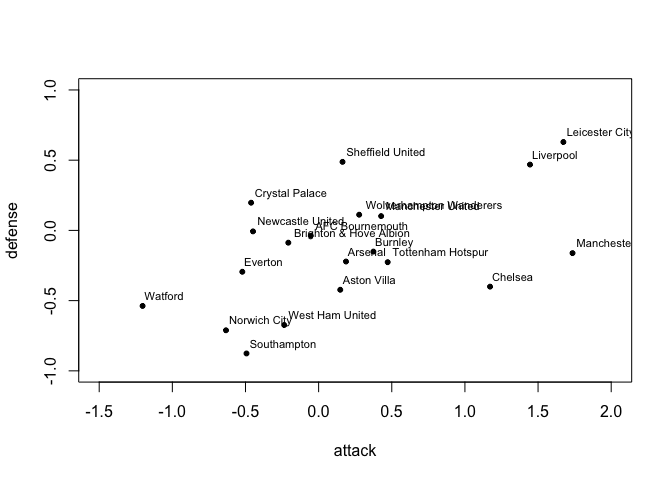 1.0
0.5
0.0
-0.5
-1.0
defense
Leicester City
Sheffield United
Liverpool
Crystal Palace
Wolverhampton Wanderers
Manchester United
Newcastle United
AFC Bournemouth
Brighton & Hove Albion
Burnley
Manchester
Arsenal
Tottenham Hotspur
Everton
Chelsea
Aston Villa
Watford
West Ham United
Norwich City
Southampton
-1.5 -1.0 -0.5 0.0 0.5 1.0 1.5 2.0
attack